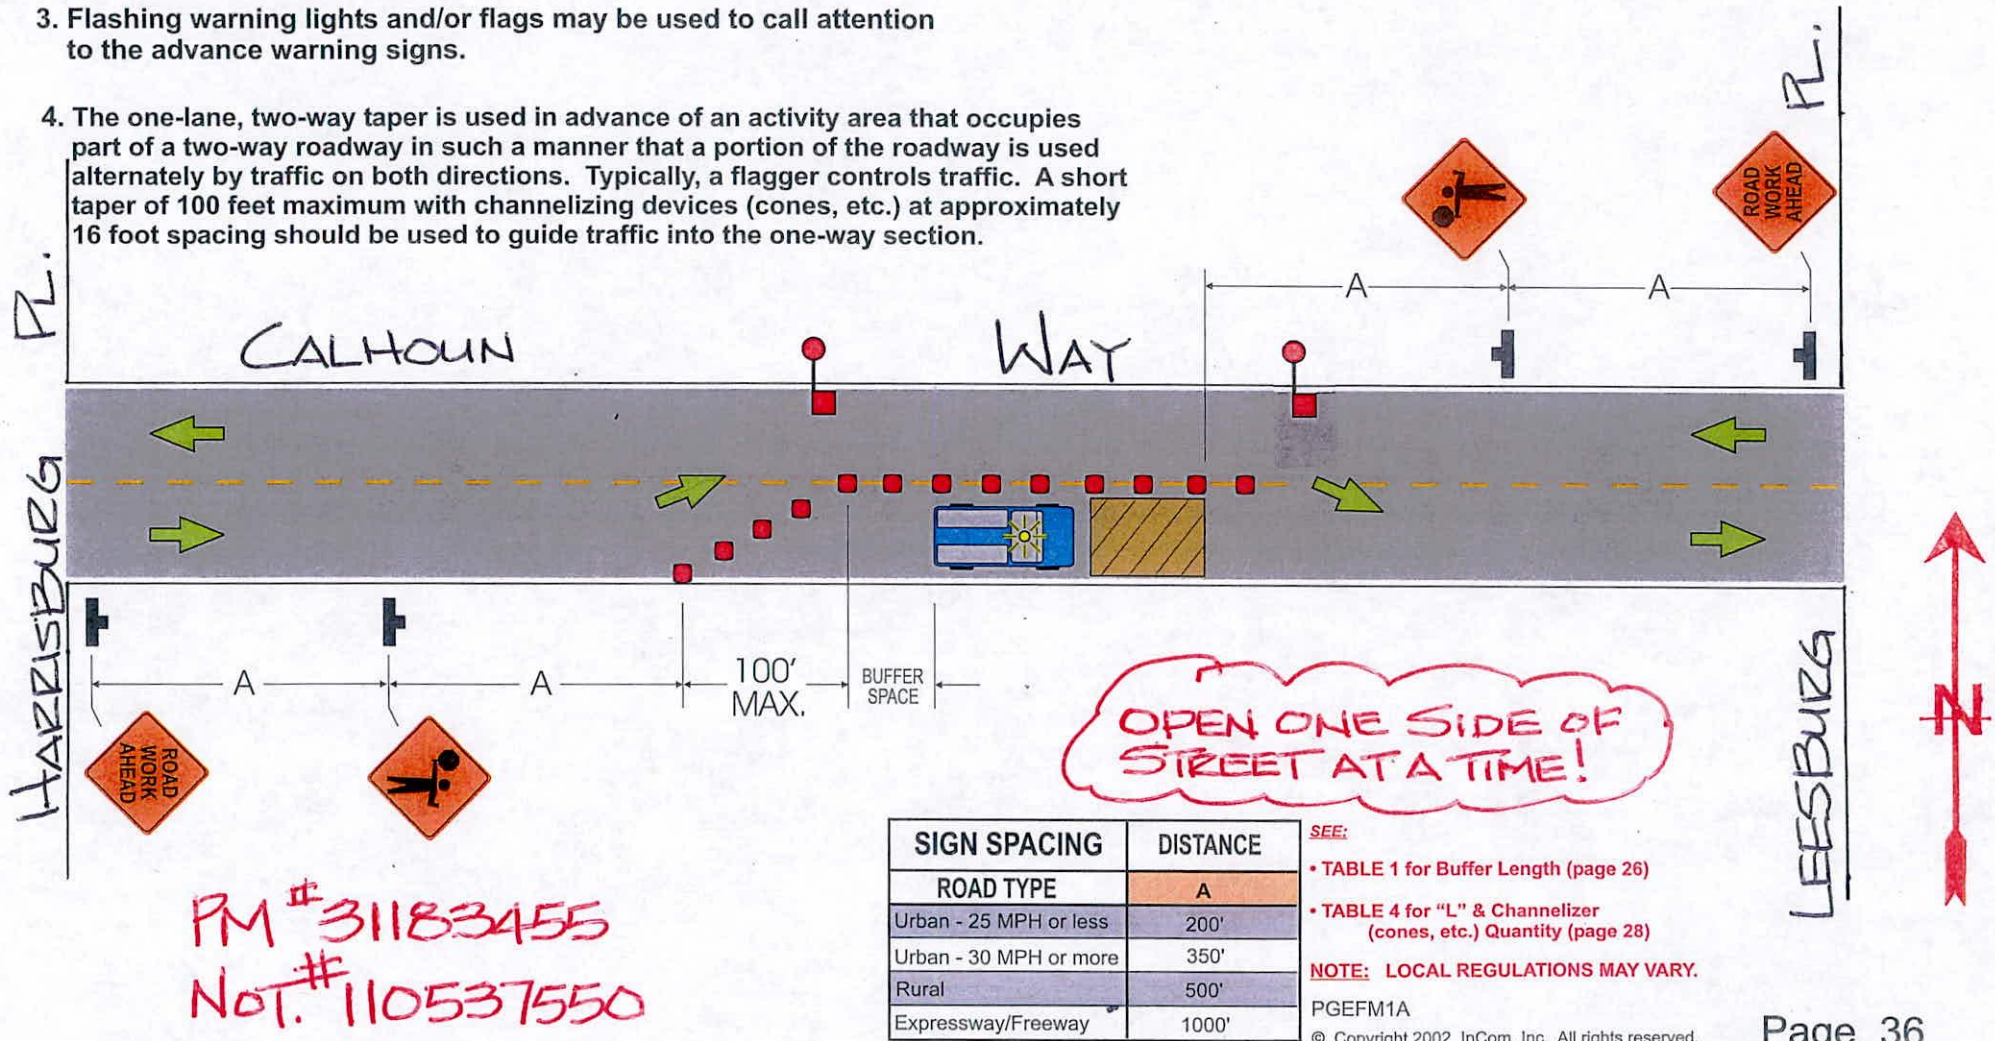 3. Flashing warning lights and/or flags may be used to call attention
to the advance warning signs.
4. The one-lane, two-way taper is used in advance of an activity area that occupies
part of a two-way roadway in such a manner that a portion of the roadway is used
alternately by traffic on both directions. Typically, a flagger controls traffic. A short
taper of 100 feet maximum with channelizing devices (cones, etc.) at approximately
16 foot spacing should be used to guide traffic into the one-way section.
PL.
ROAD
WORK
AHEAD
A
A
HARRISBURG PL.
CALHOUN WAY
A
A
100'
MAX.
BUFFER
SPACE
ROAD
WORK
AHEAD
OPEN ONE SIDE OF
STREET AT A TIME!
LEESBURG
N
PM # 31183455
NOT. # 110537550
SIGN SPACING DISTANCE
ROAD TYPE A
Urban - 25 MPH or less 200'
Urban - 30 MPH or more 350'
Rural 500'
Expressway/Freeway 1000'
SEE:
• TABLE 1 for Buffer Length (page 26)
• TABLE 4 for “L” & Channelizer
(cones, etc.) Quantity (page 28)
NOTE: LOCAL REGULATIONS MAY VARY.
PGEFM1A
© Copyright 2002 InCom, Inc. All rights reserved.
Page 36